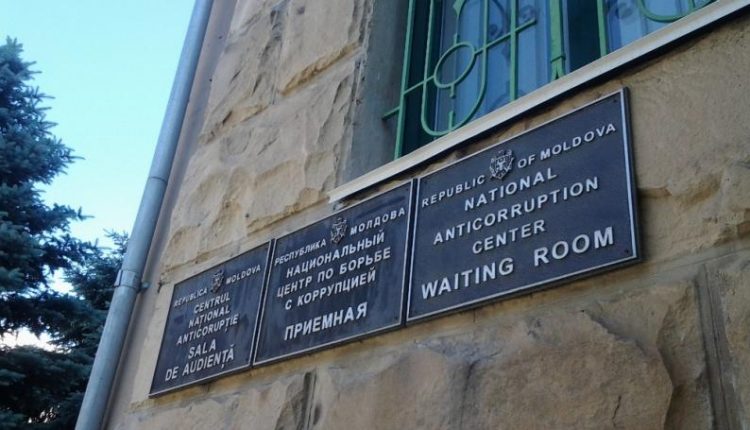 REPUBLICA MOLDOVA
CENTRUL
NATIONAL
ANTICORUPȚIE
SALA
DE AUDIENȚĂ
РЕСПУБЛИКА МОЛДОВА
НАЦИОНАЛЬНЫЙ
ЦЕНТР ПО БОРЬБЕ
С КОРРУПЦИЕЙ
ПРИЕМНАЯ
REPUBLIC OF MOLDOVA
NATIONAL
ANTICORRUPTION
CENTER
WAITING ROOM